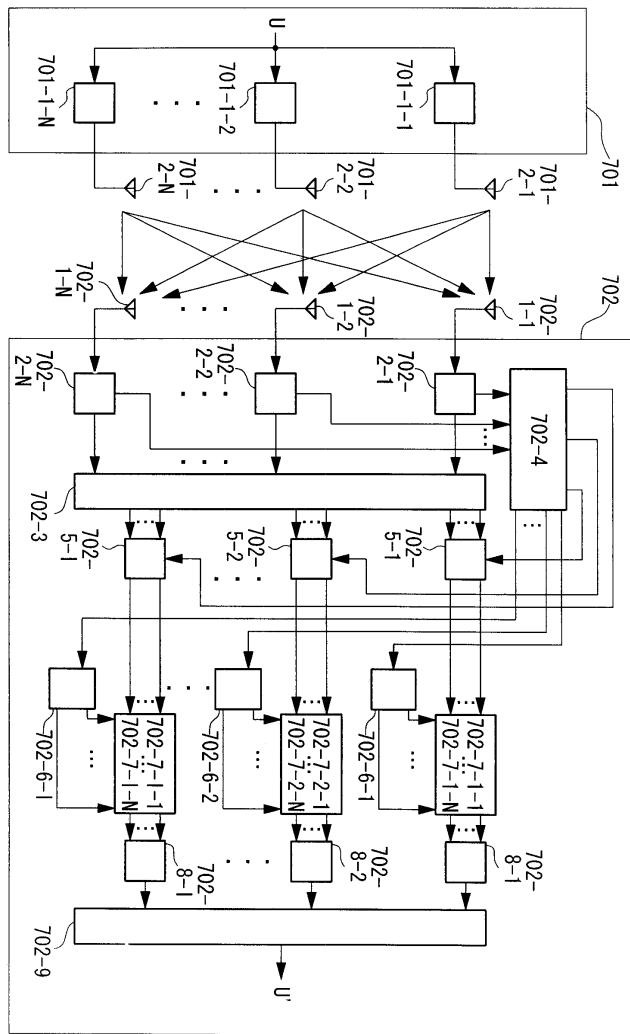 701
U
701-1-1
701-1-2
701-1-N
701-
2-1
701-
2-2
701-
2-N
702
702-
1-1
702-
1-2
702-
1-N
702-
2-1
702-
2-2
702-
2-N
702-4
702-3
702-
5-1
702-
5-2
702-
5-I
702-6-1
702-6-2
702-6-I
702-7-1-1
702-7-1-N
702-7-2-1
702-7-2-N
702-7-I-1
702-7-I-N
702-
8-1
702-
8-2
702-
8-I
702-9
U'